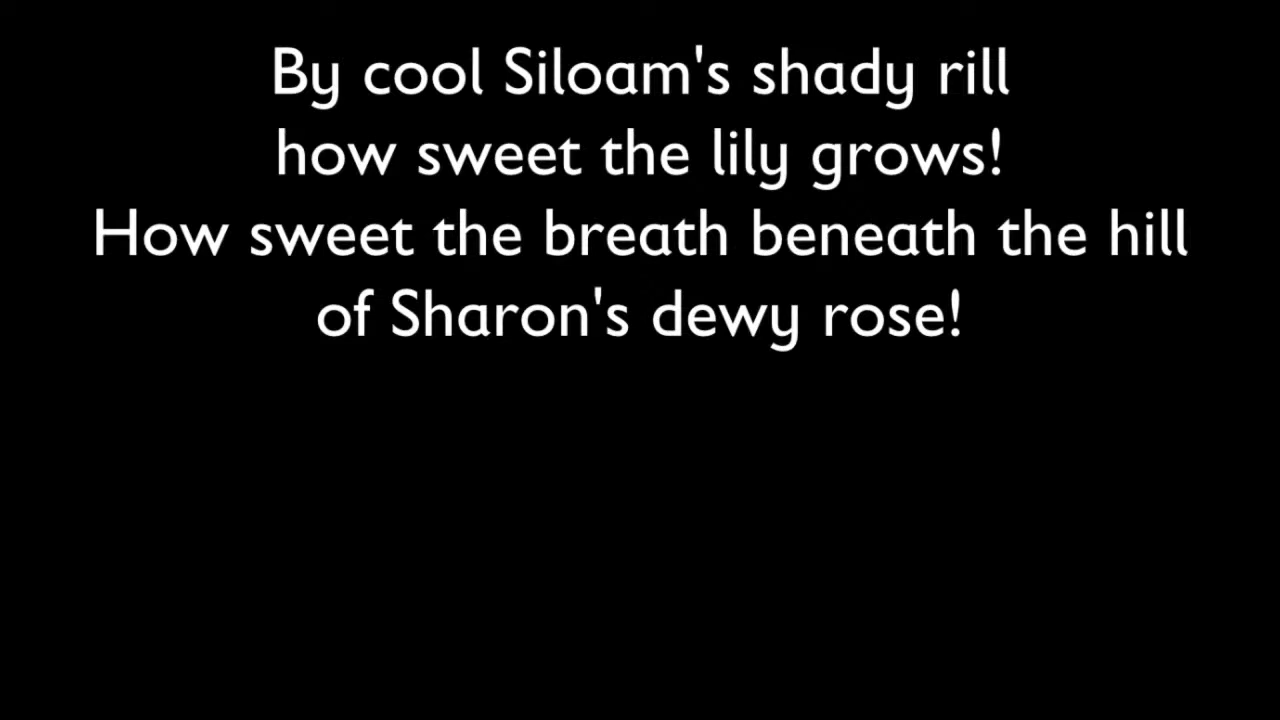 By cool Siloam's shady rill
how sweet the lily grows!
How sweet the breath beneath the hill
of Sharon's dewy rose!